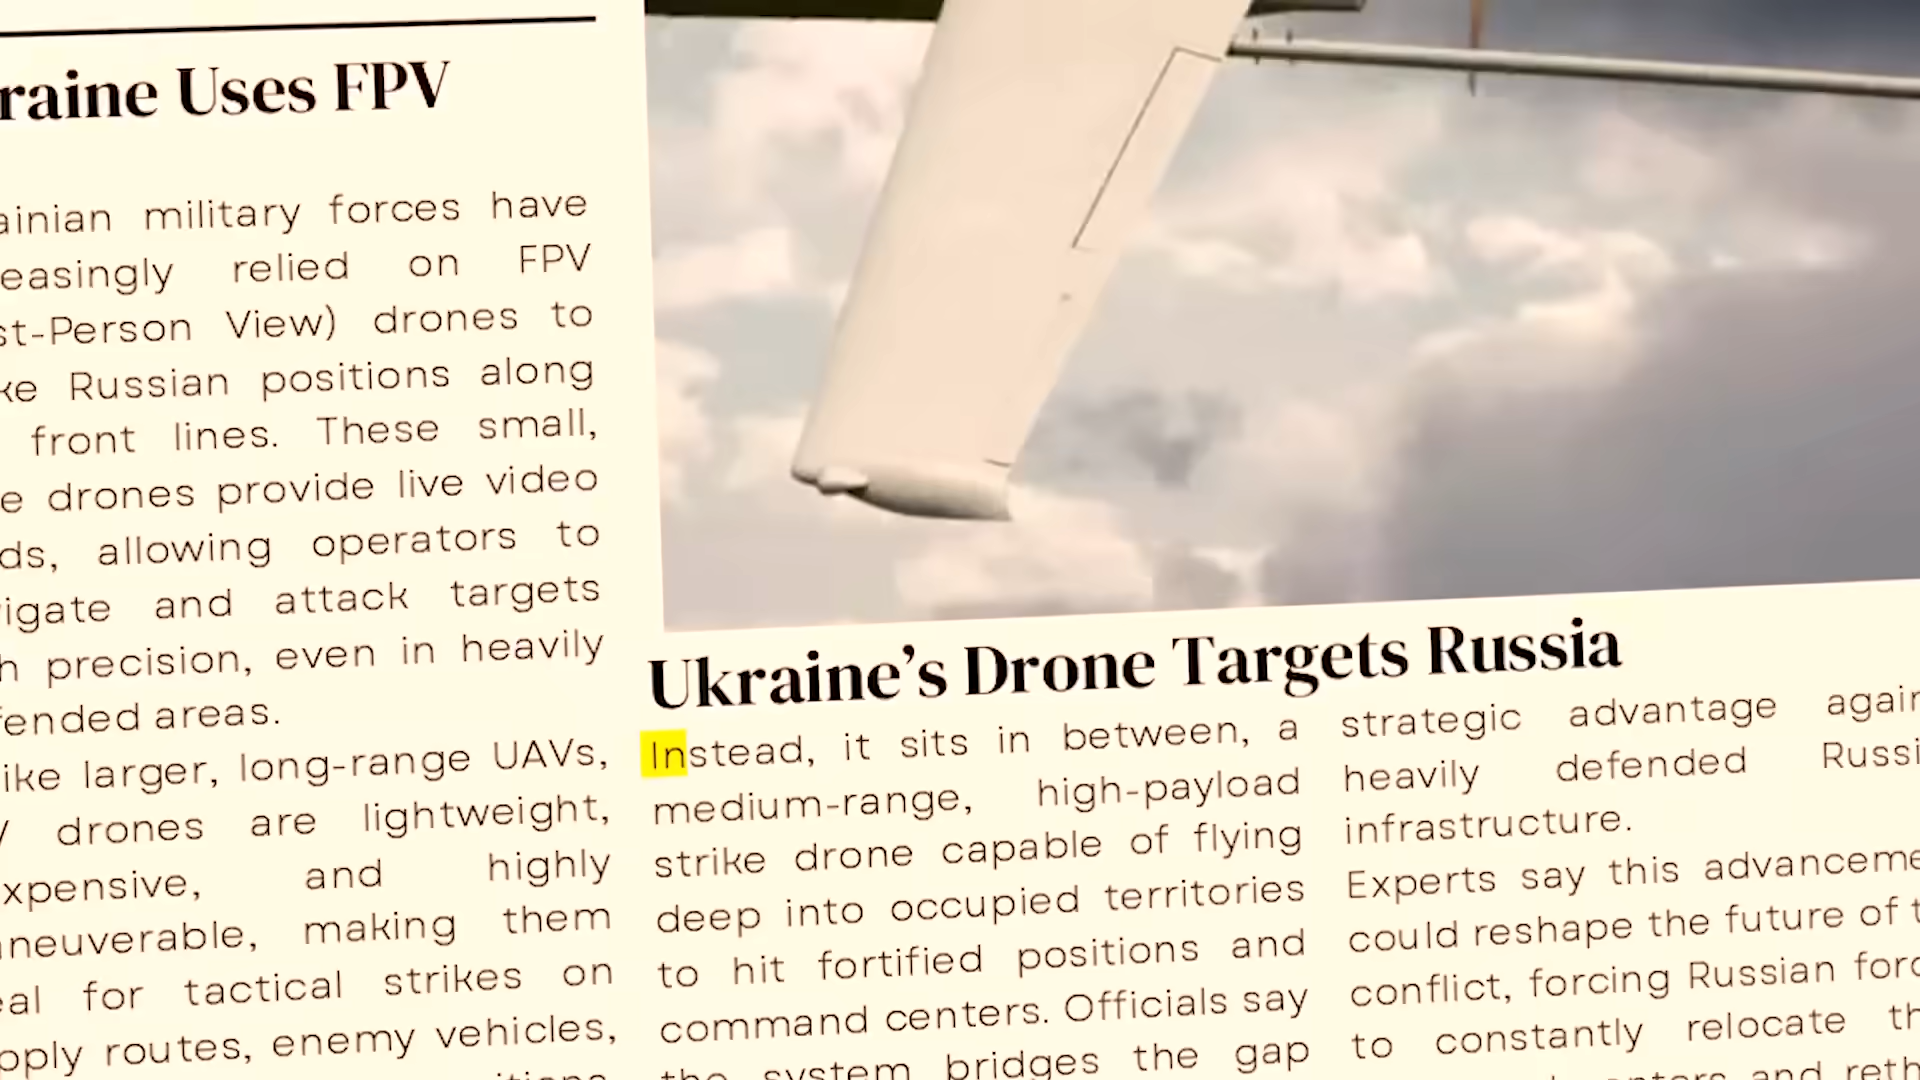 raine Uses FPV
ainian military forces have
easingly relied on FPV
st-Person View) drones to
ke Russian positions along
front lines. These small,
e drones provide live video
ds, allowing operators to
igate and attack targets
h precision, even in heavily
fended areas.
ike larger, long-range UAVs,
drones are lightweight,
xpensive, and highly
neuverable, making them
eal for tactical strikes on
pply routes, enemy vehicles,
Ukraine's Drone Targets Russia
Instead, it sits in between, a
medium-range, high-payload
strike drone capable of flying
deep into occupied territories
to hit fortified positions and
command centers. Officials say
the system bridges the gap
strategic advantage again
heavily defended Russi
infrastructure.
Experts say this advanceme
could reshape the future of t
conflict, forcing Russian forc
to constantly relocate th
and reth